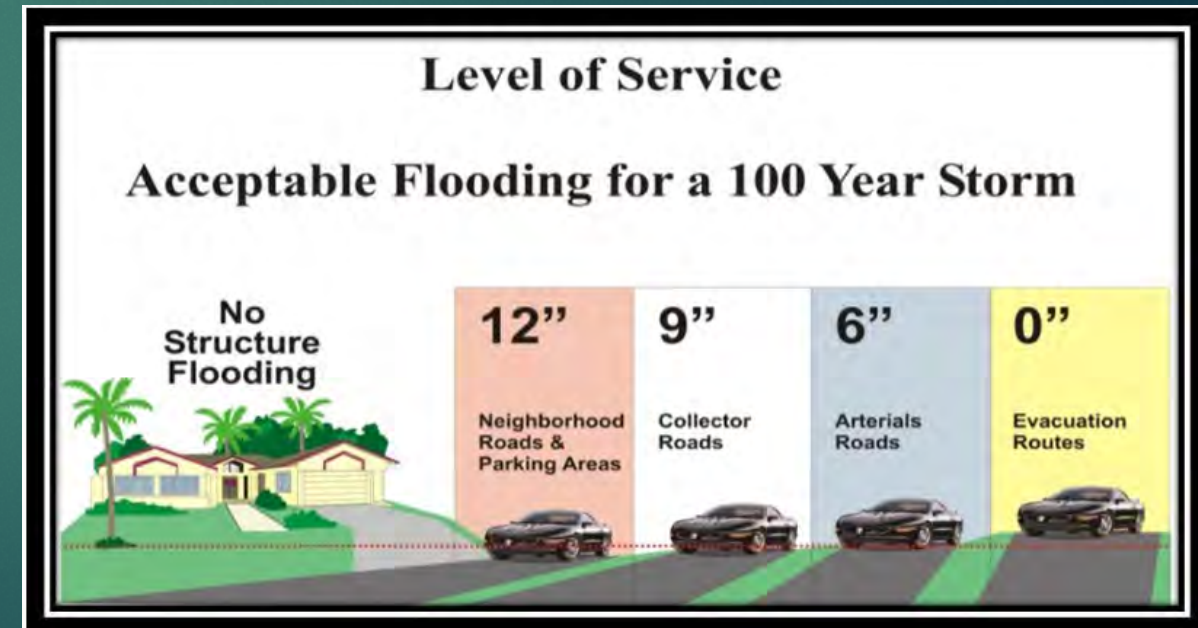 Level of Service
Acceptable Flooding for a 100 Year Storm
No
Structure
Flooding
12”
Neighborhood
Roads &
Parking Areas
9”
Collector
Roads
6”
Arterials
Roads
0”
Evacuation
Routes